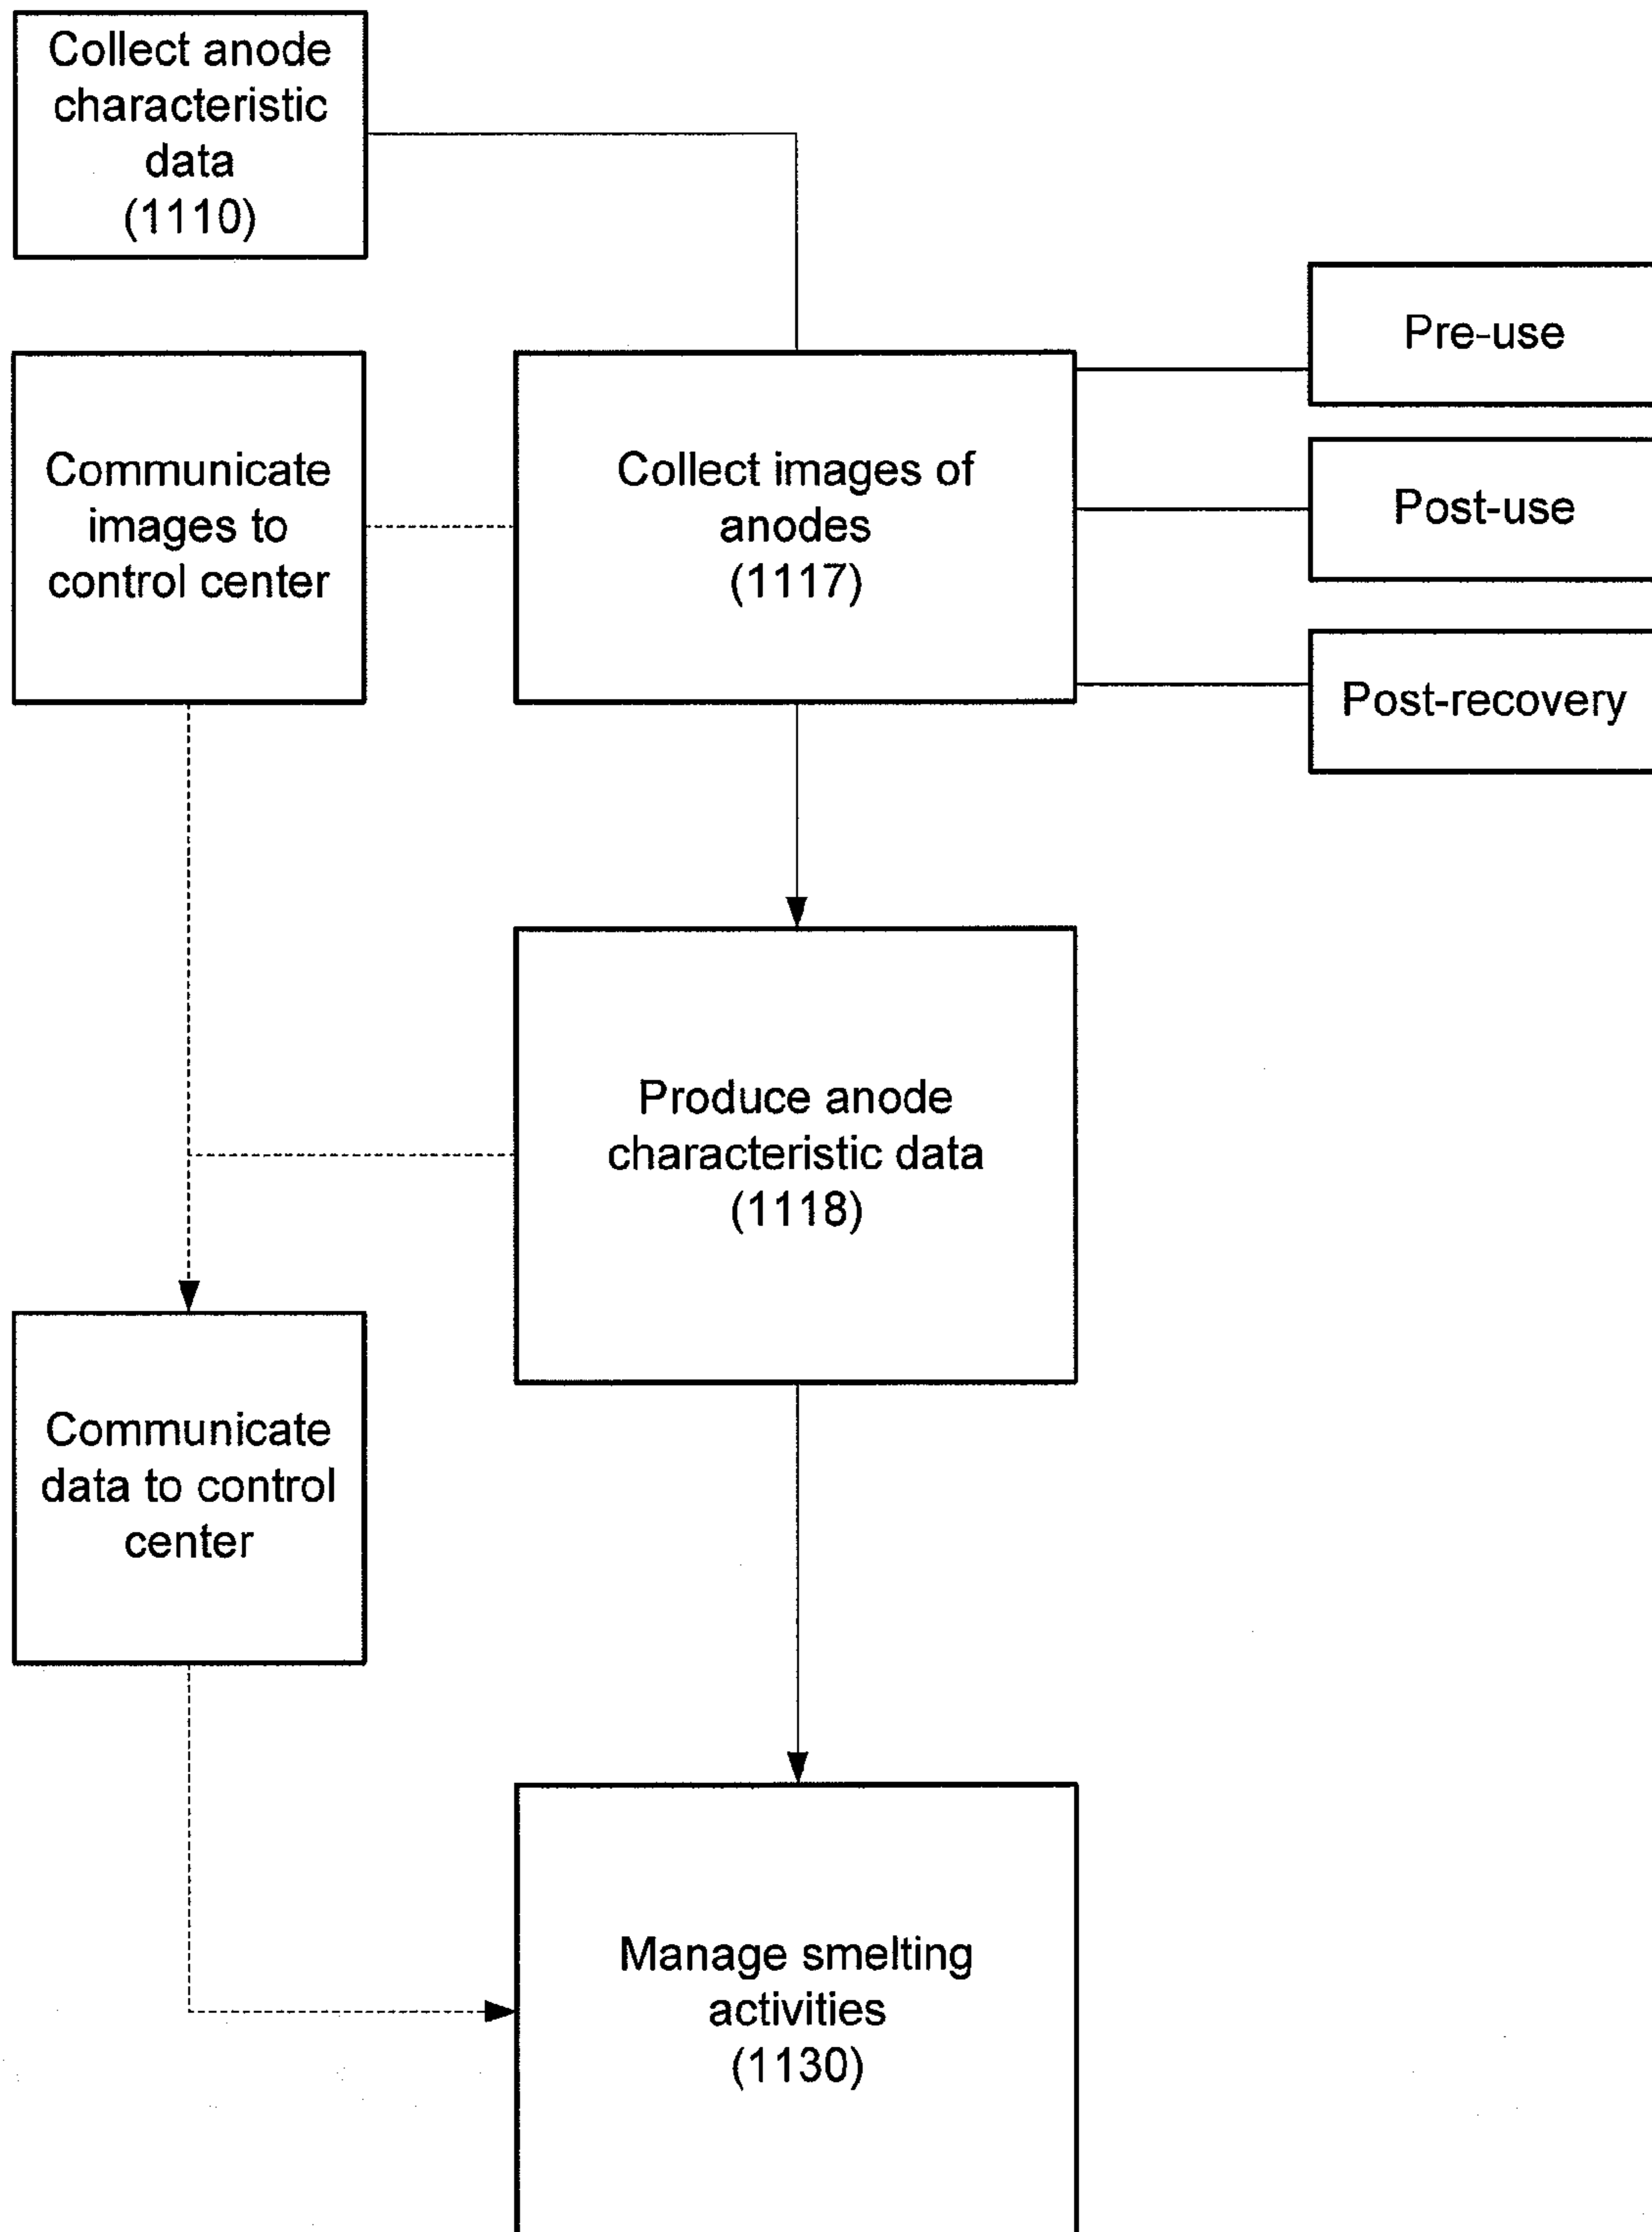 Collect anode
characteristic
data
(1110)
Pre-use
Communicate
images to
control center
Collect images of
anodes
(1117)
Post-use
Post-recovery
Produce anode
characteristic data
(1118)
Communicate
data to control
center
Manage smelting
activities
(1130)